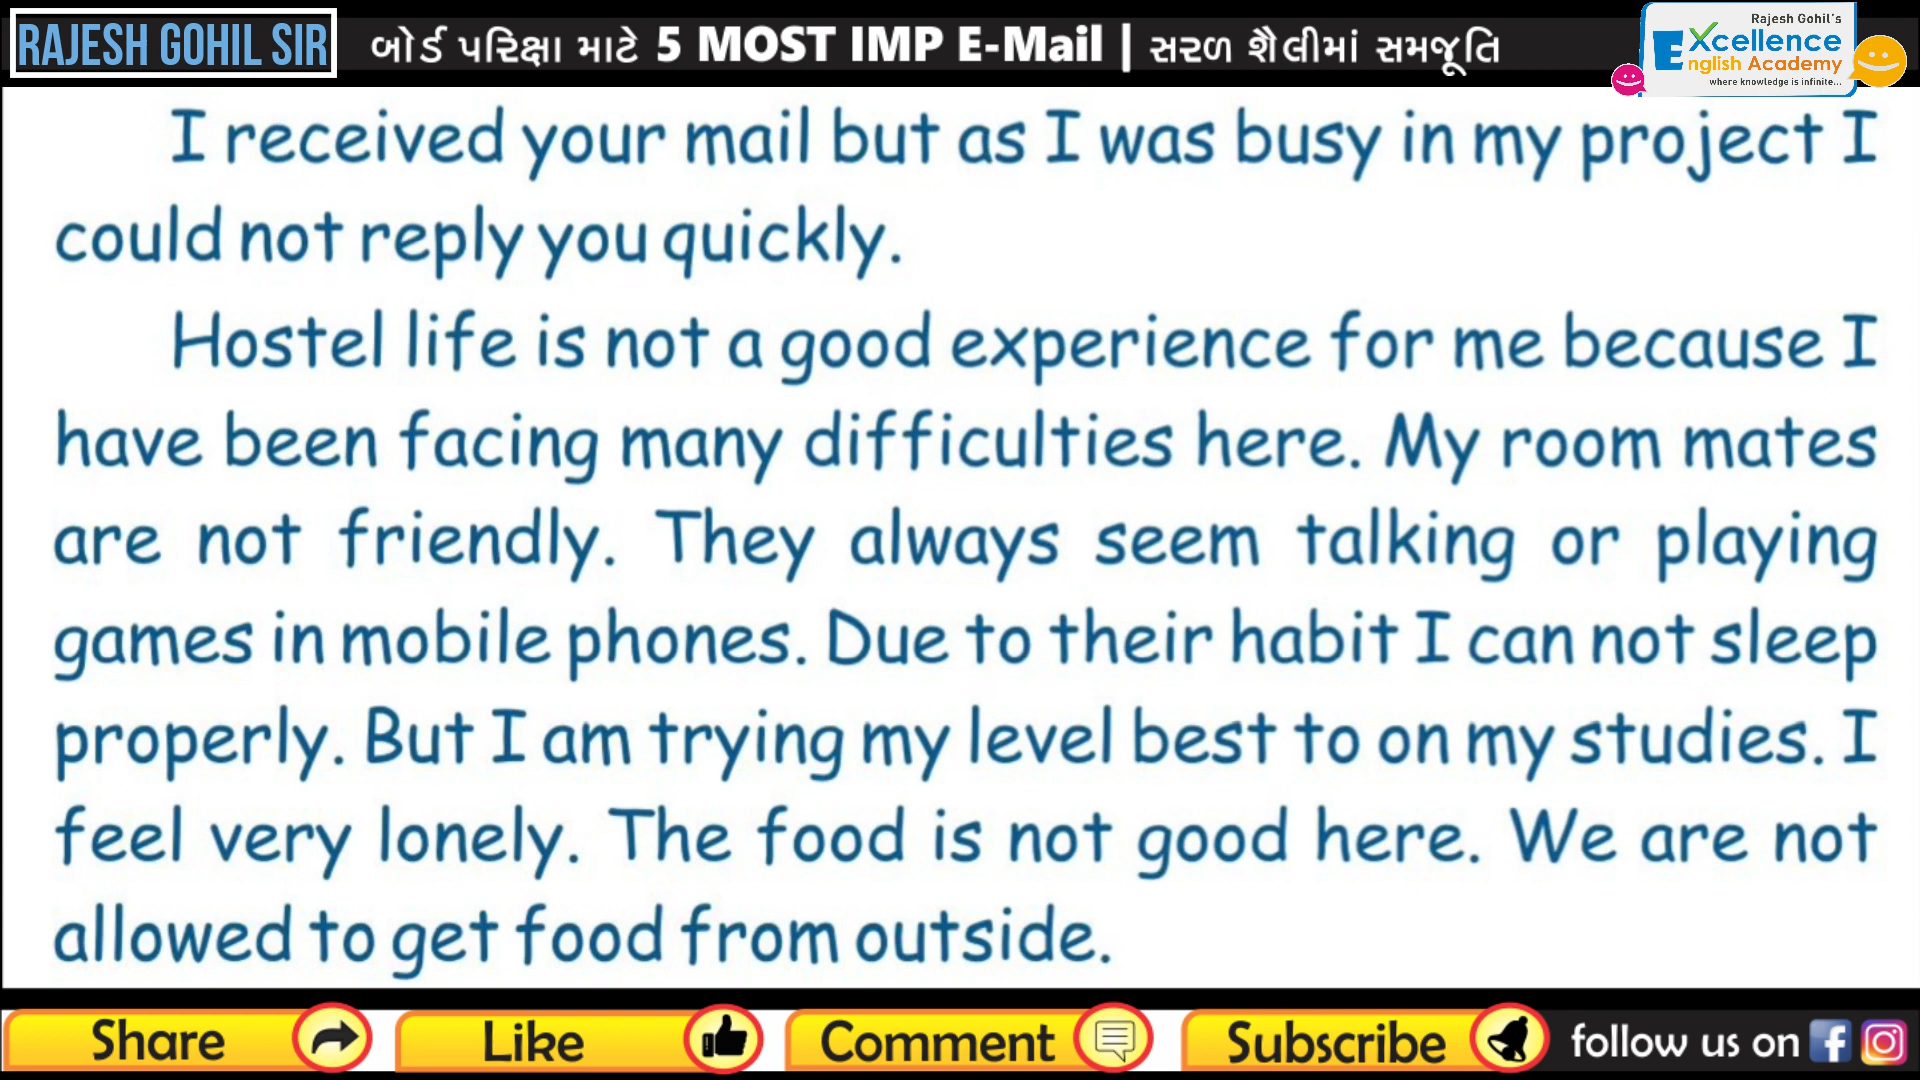 RAJESH GOHIL SIR
બોર્ડ પરિક્ષા માટે 5 MOST IMP E-Mail | સરળ શૈલીમાં સમજૂતિ
Rajesh Gohil's
EXcellence
English Academy
where knowledge is infinite...
I received your mail but as I was busy in my project I
could not reply you quickly.
Hostel life is not a good experience for me because I
have been facing many difficulties here. My room mates
are not friendly. They always seem talking or playing
games in mobile phones. Due to their habit I can not sleep
properly. But I am trying my level best to on my studies. I
feel very lonely. The food is not good here. We are not
allowed to get food from outside.
Share
Like
Comment
Subscribe
follow us on